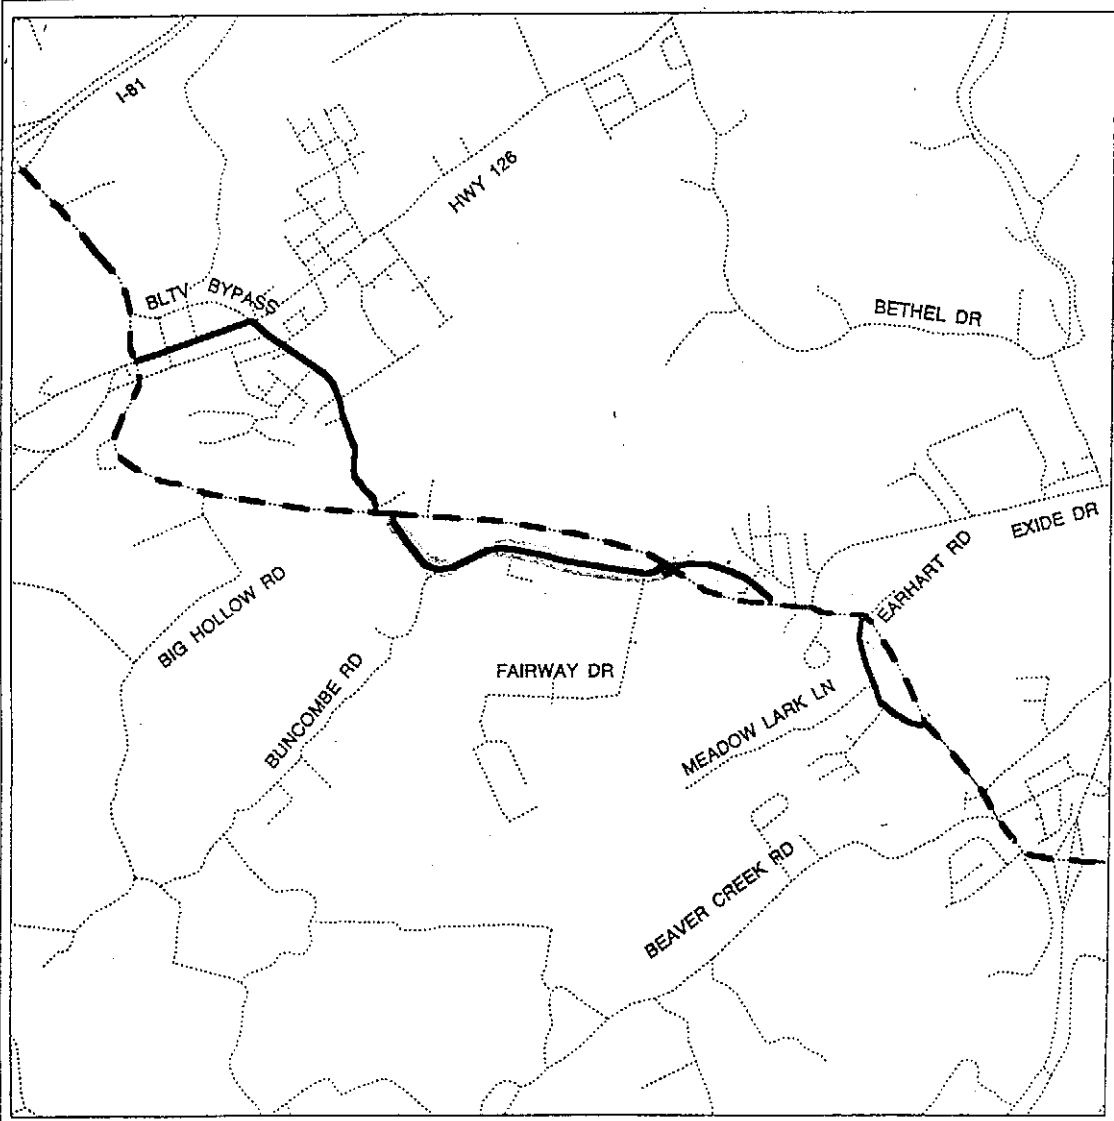 I-81
HWY 126
BLTV BYPASS
BETHEL DR
EXIDE DR
EARHART RD
BIG HOLLOW RD
FAIRWAY DR
BUNCOMBE RD
MEADOW LARK LN
BEAVER CREEK RD